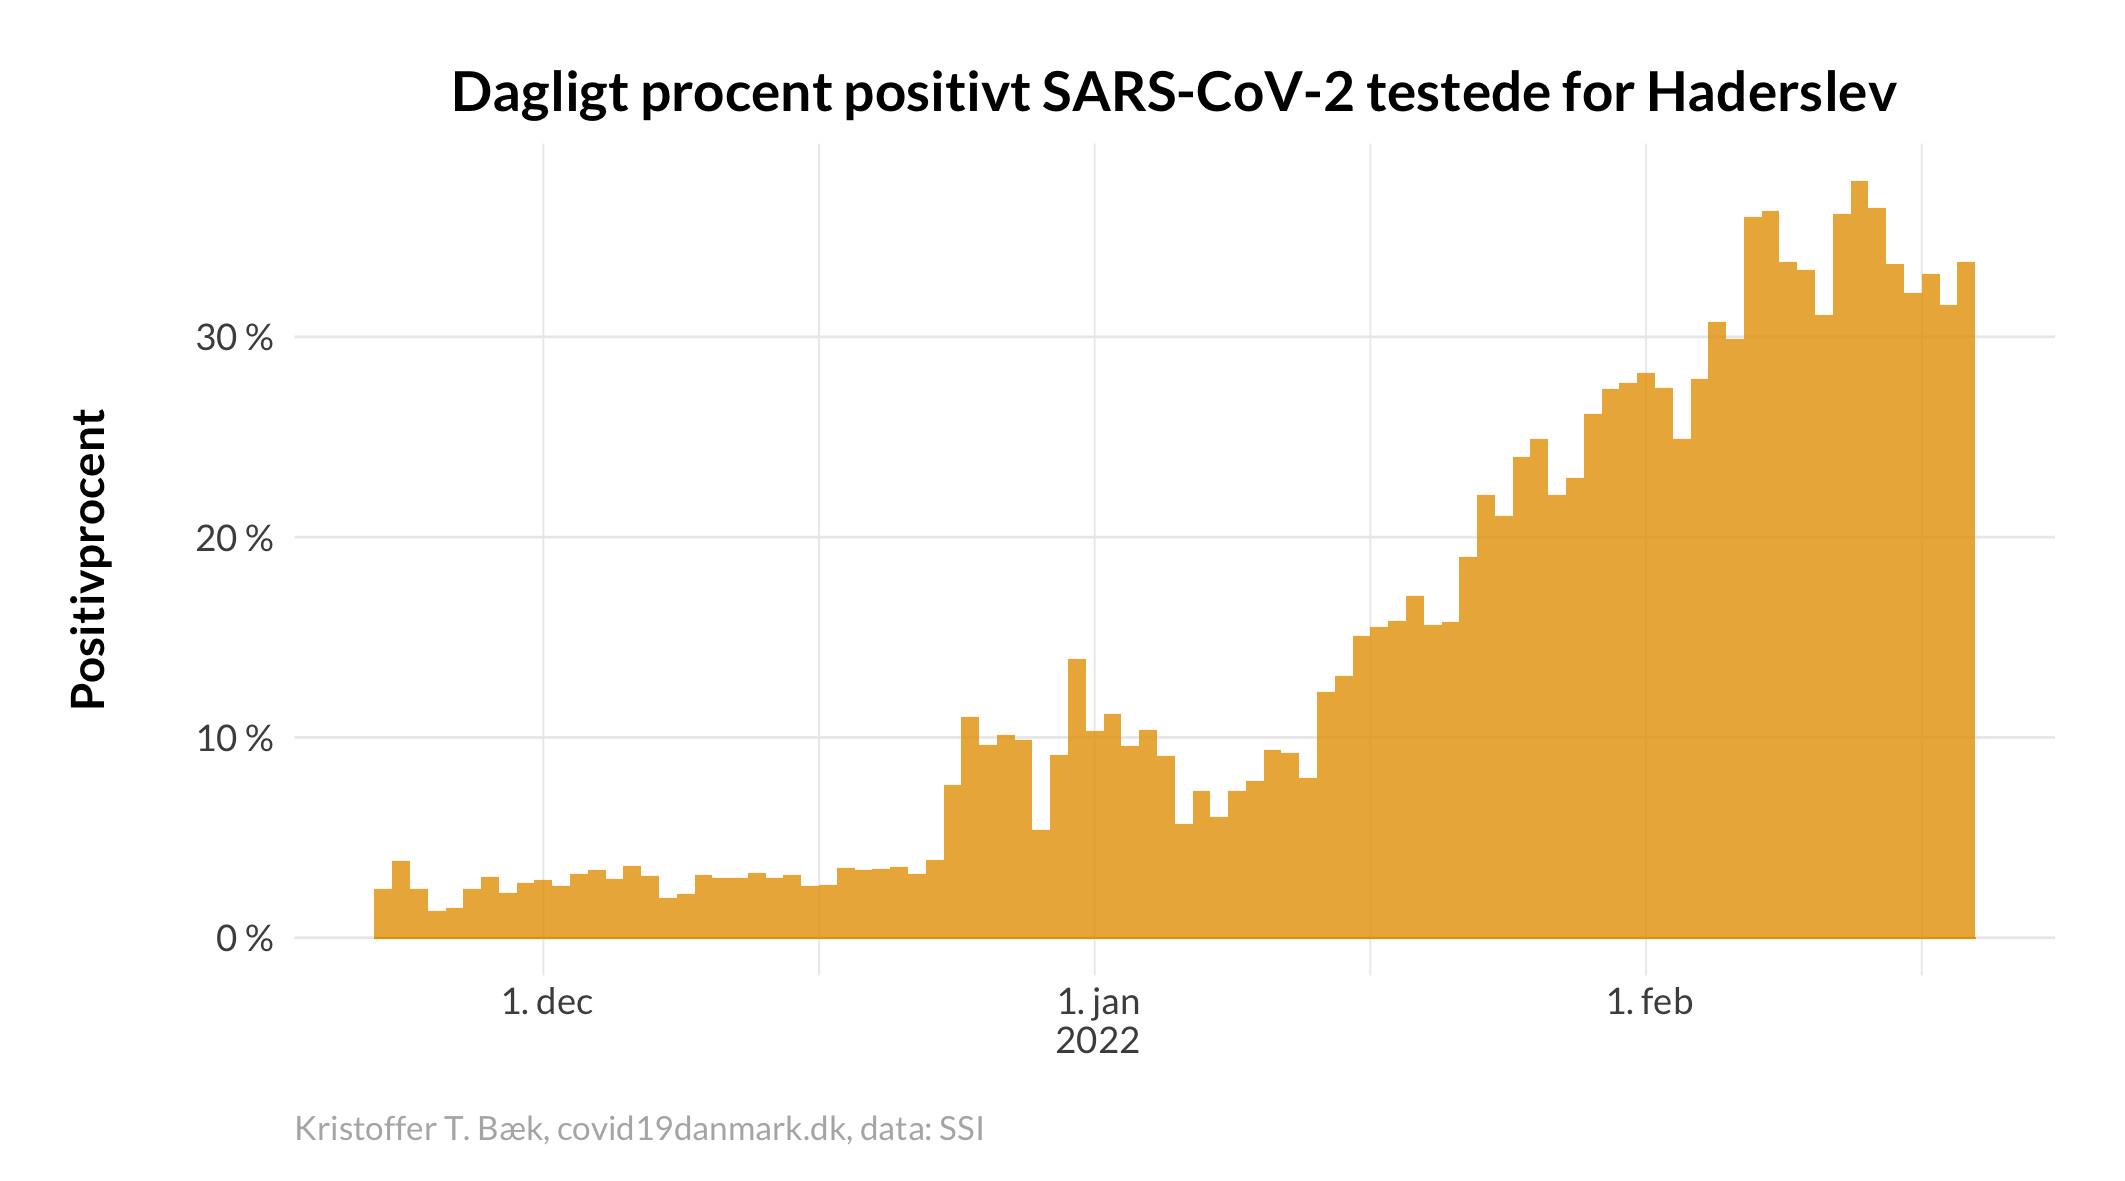 Dagligt procent positivt SARS-CoV-2 testede for Haderslev
Positivprocent
30 %
20 %
10 %
0 %
1. dec
1. jan
2022
1. feb
Kristoffer T. Bæk, covid19danmark.dk, data: SSI